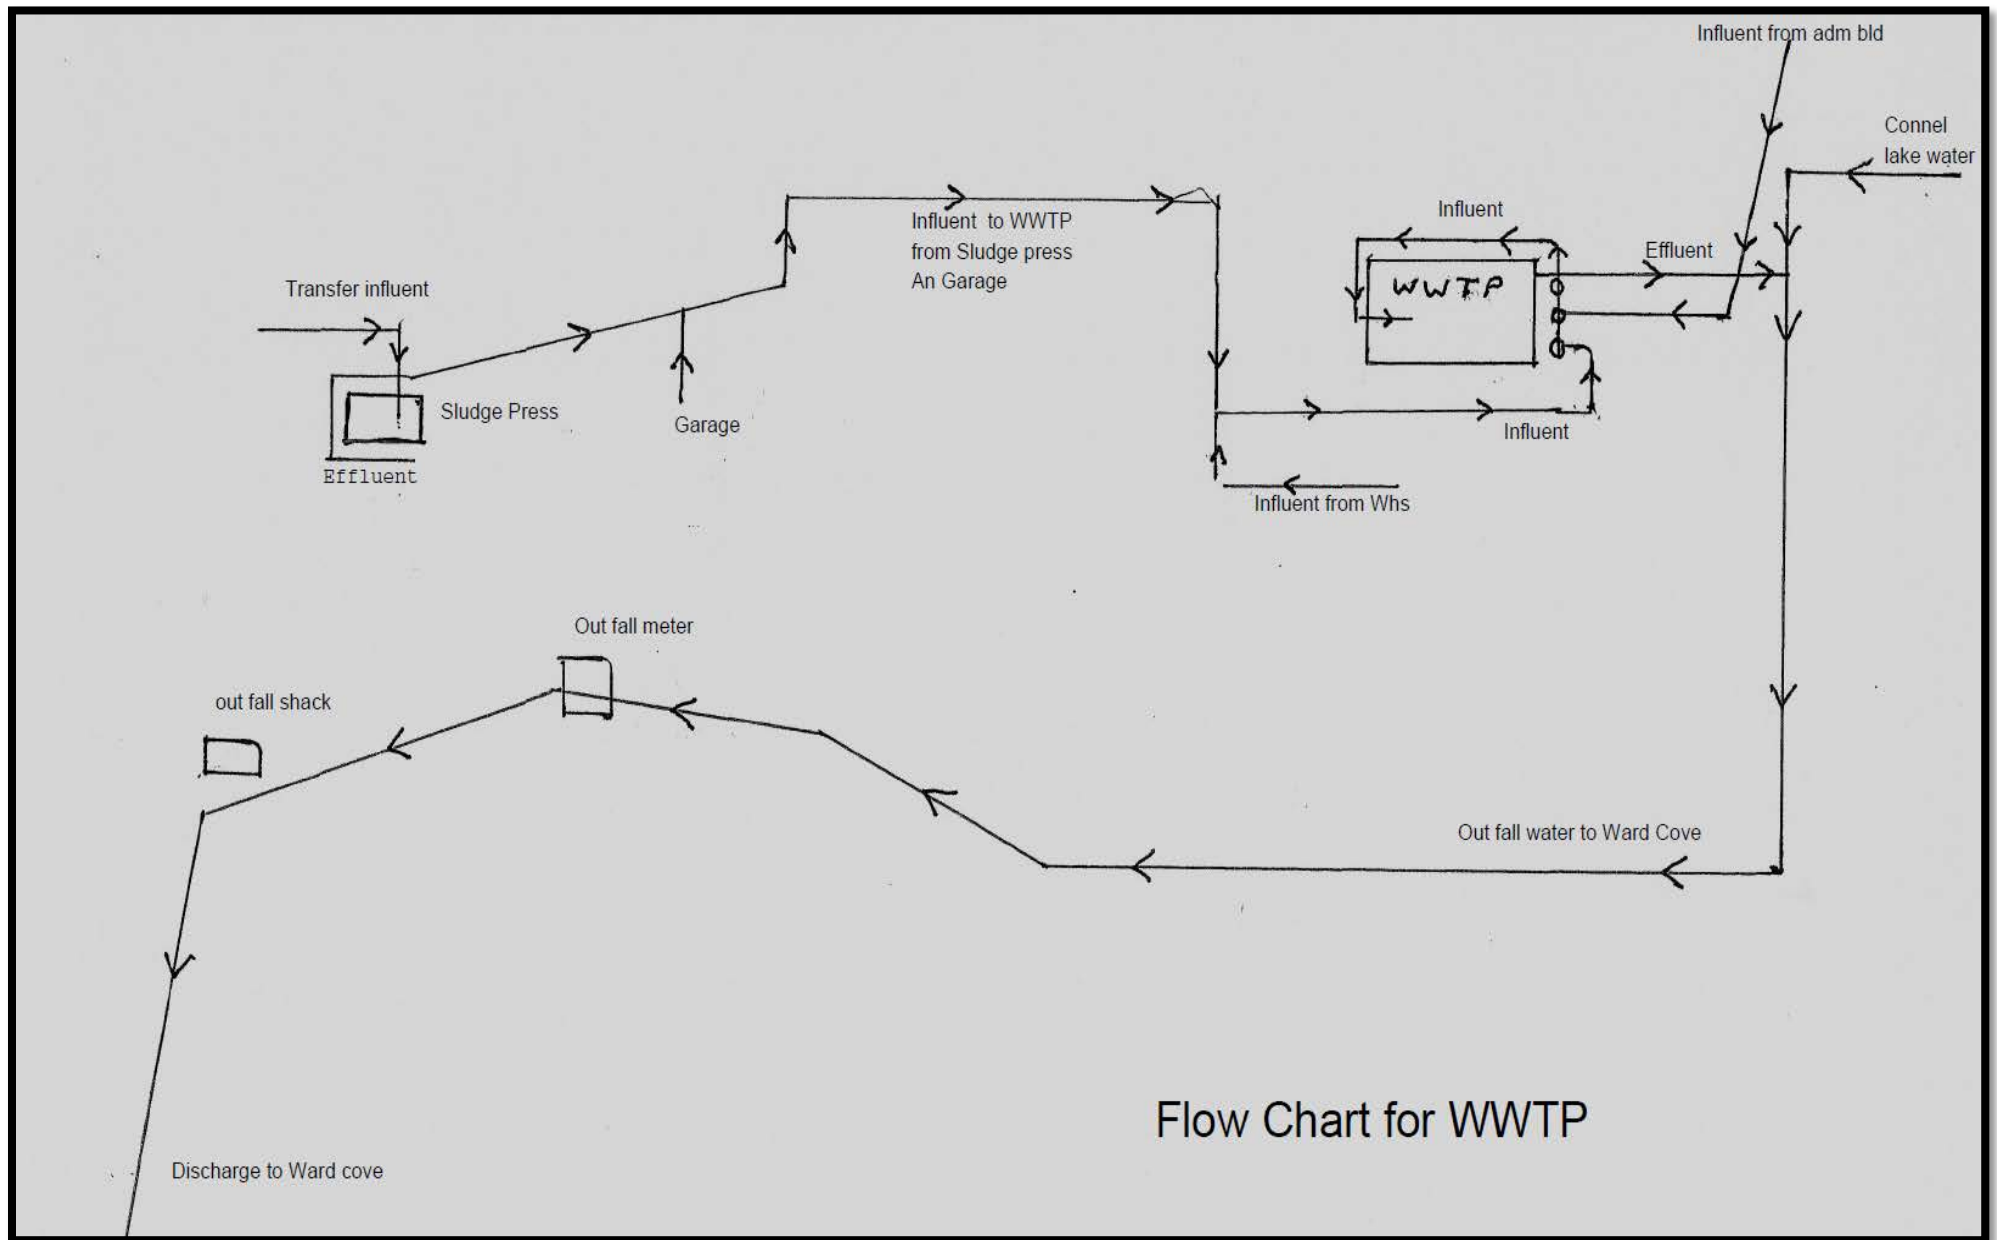 Influent from adm bld
Connel
lake water
Influent to WWTP
from Sludge press
An Garage
Influent
Effluent
WWTP
Transfer influent
Sludge Press
Garage
Influent
Effluent
Influent from Whs
Out fall meter
out fall shack
Out fall water to Ward Cove
Flow Chart for WWTP
Discharge to Ward cove